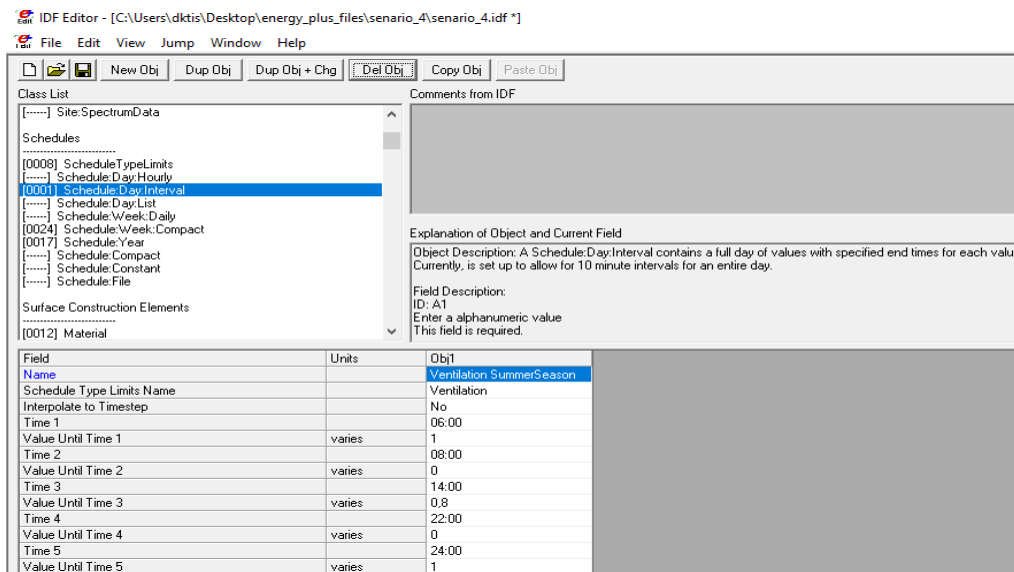 IDF Editor - [C:\Users\dktis\Desktop\energy_plus_files\senario_4\senario_4.idf *]
File Edit View Jump Window Help
New Obj Dup Obj Dup Obj + Chg Del Obj Copy Obj Paste Obj
Class List
[------] Site:SpectrumData
Schedules
--------------------------
[0008] ScheduleTypeLimits
[------] Schedule:Day:Hourly
[0001] Schedule:Day:Interval
[------] Schedule:Day:List
[------] Schedule:Week:Daily
[0024] Schedule:Week:Compact
[0017] Schedule:Year
[------] Schedule:Compact
[------] Schedule:Constant
[------] Schedule:File
Surface Construction Elements
--------------------------
[0012] Material
Comments from IDF
Explanation of Object and Current Field
Object Description: A Schedule:Day:Interval contains a full day of values with specified end times for each valu
Currently, is set up to allow for 10 minute intervals for an entire day.
Field Description:
ID: A1
Enter a alphanumeric value
This field is required.
Field Units Obj1
Name Ventilation SummerSeason
Schedule Type Limits Name Ventilation
Interpolate to Timestep No
Time 1 06:00
Value Until Time 1 varies 1
Time 2 08:00
Value Until Time 2 varies 0
Time 3 14:00
Value Until Time 3 varies 0,8
Time 4 22:00
Value Until Time 4 varies 0
Time 5 24:00
Value Until Time 5 varies 1